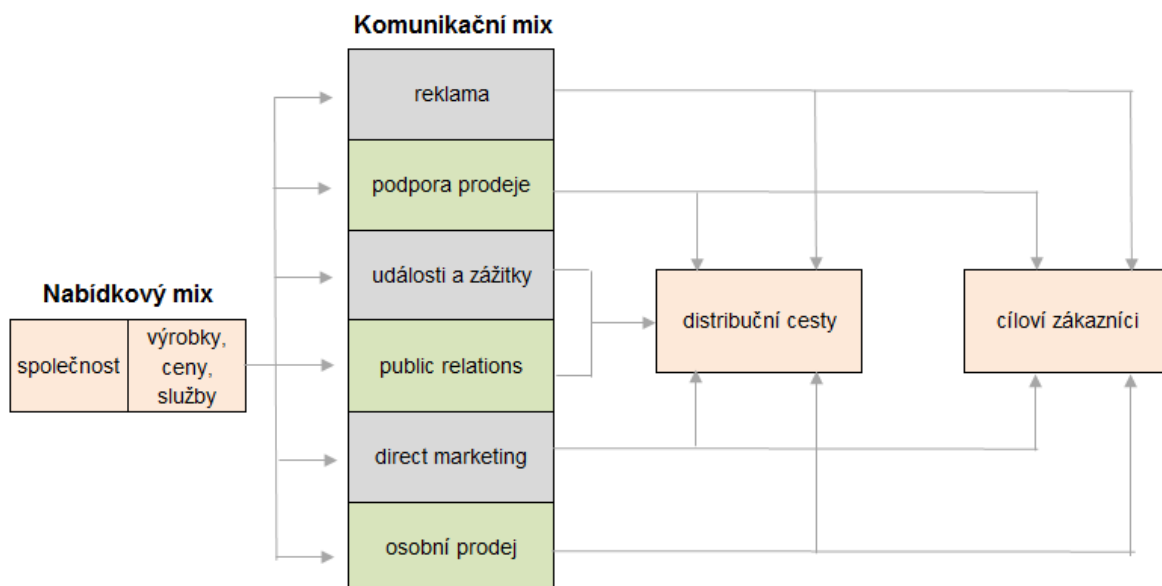 Komunikační mix
reklama
podpora prodeje
události a zážitky
public relations
direct marketing
osobní prodej
Nabídkový mix
společnost
výrobky,
ceny,
služby
distribuční cesty
cíloví zákazníci